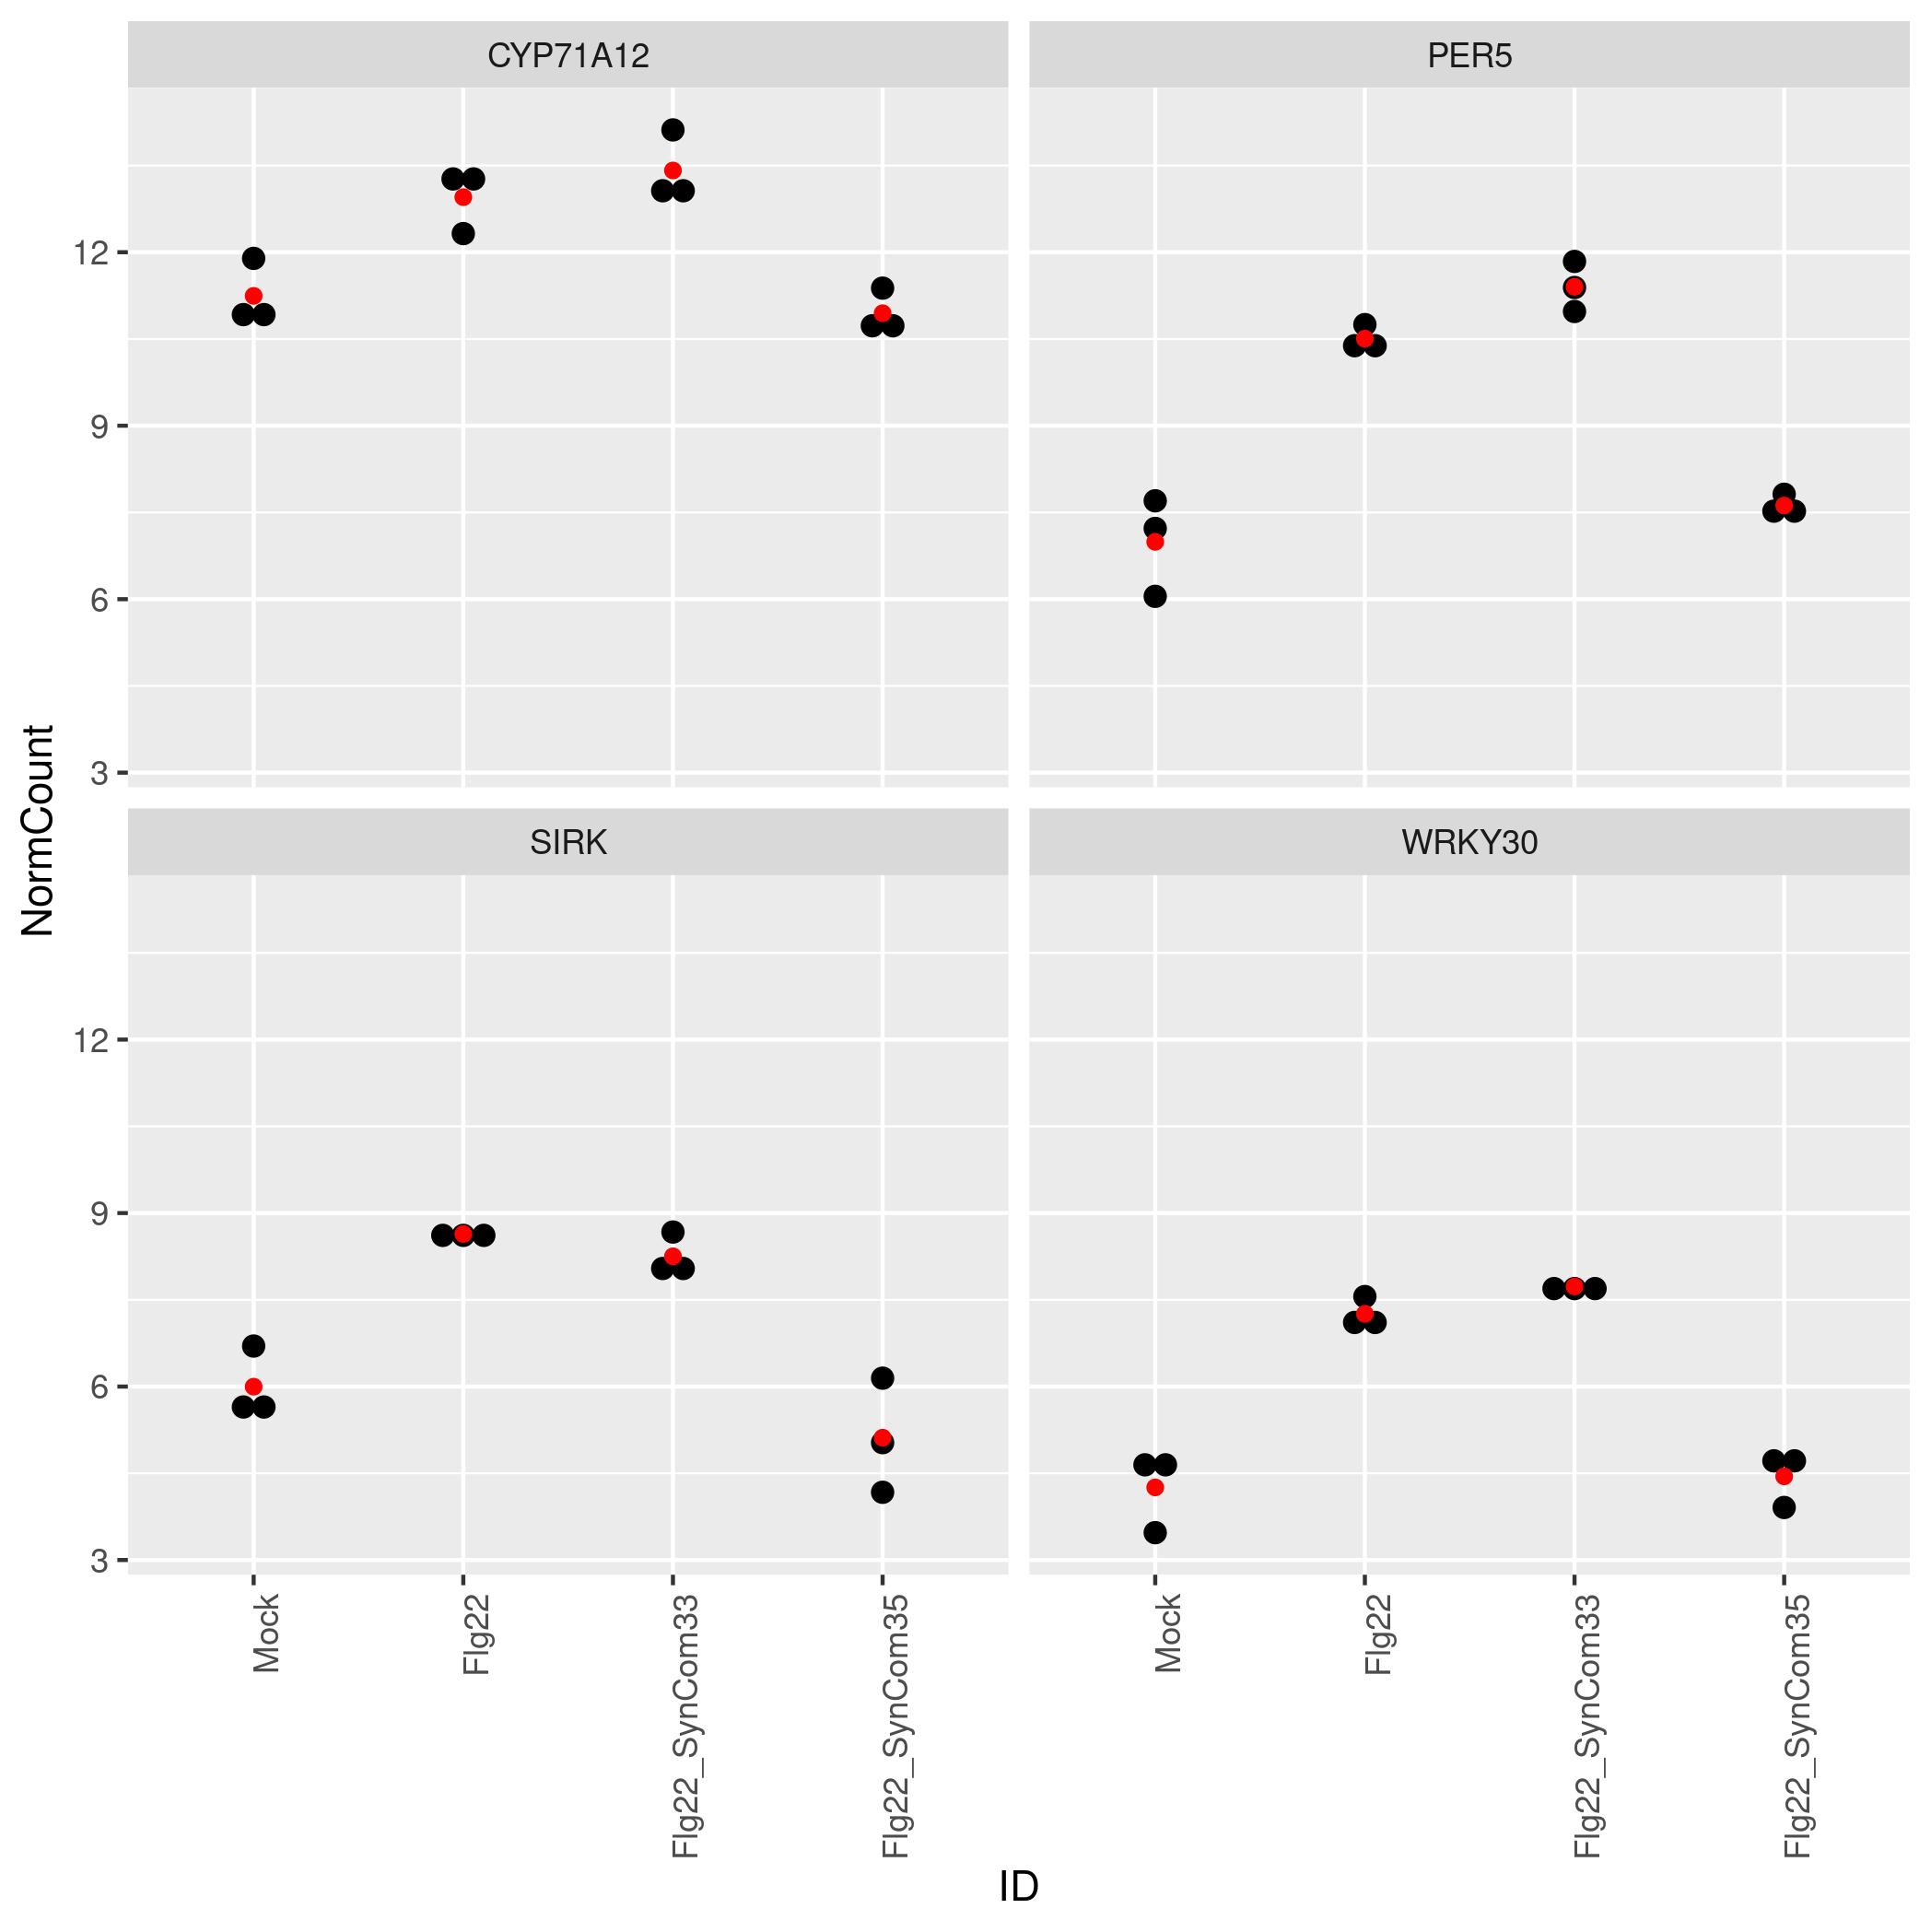 CYP71A12
PER5
12
9
6
3
SIRK
WRKY30
12
9
6
3
NormCount
Mock
Flg22
Flg22_SynCom33
Flg22_SynCom35
Mock
Flg22
Flg22_SynCom33
Flg22_SynCom35
ID